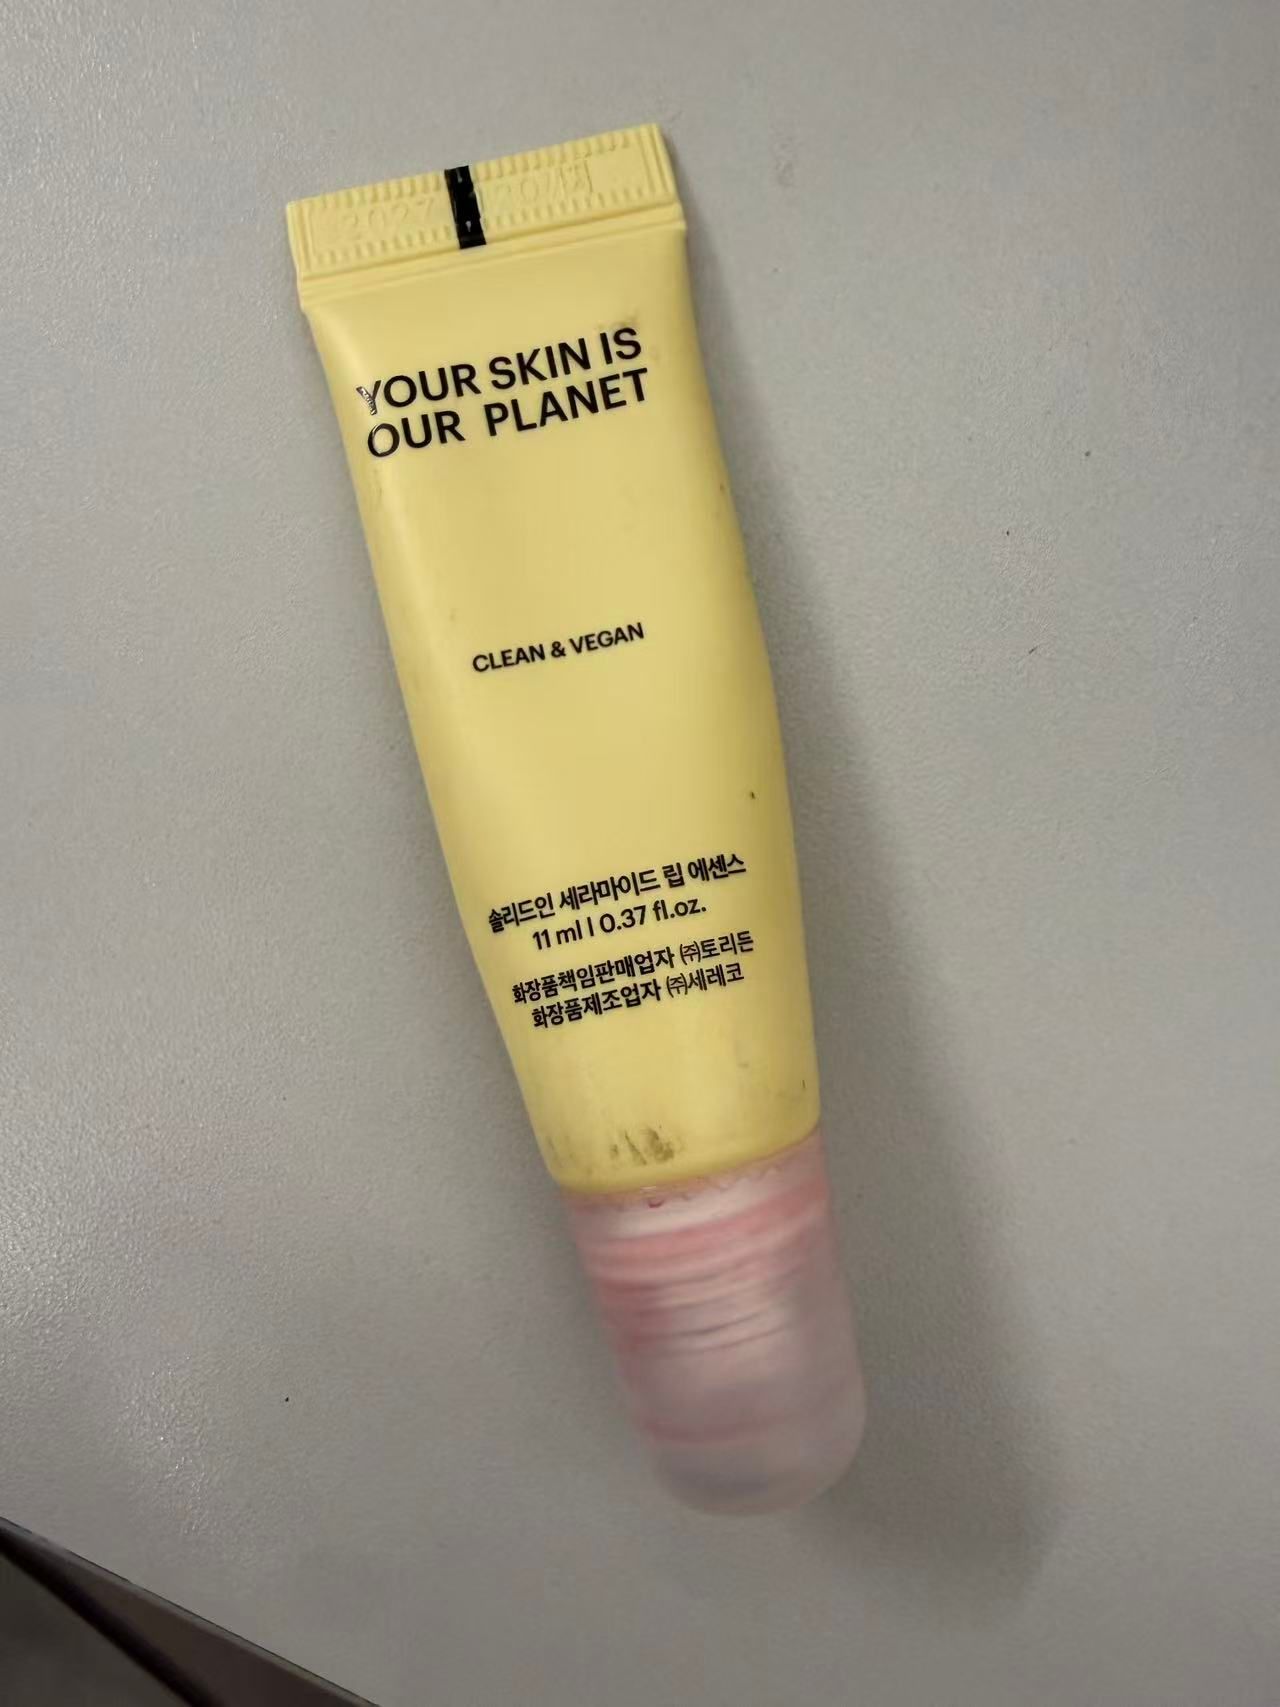 YOUR SKIN IS
OUR PLANET
CLEAN & VEGAN
솔리드인 세라마이드 립 에센스
11 ml l 0.37 fl.oz.
화장품책임판매업자 ㈜토리든
화장품제조업자 ㈜세레코